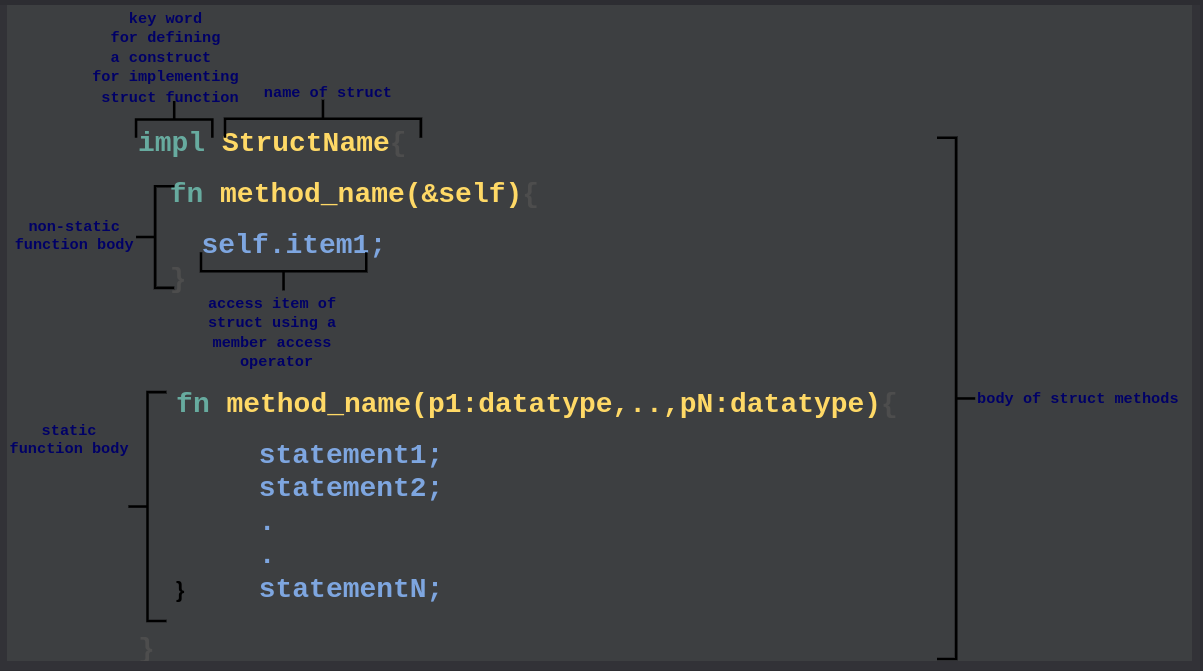 key word
for defining
a construct
for implementing
struct function
name of struct
impl StructName{
fn method_name(&self){
non-static
function body
self.item1;
}
access item of
struct using a
member access
operator
fn method_name(p1:datatype,..,pN:datatype){
body of struct methods
static
function body
statement1;
statement2;
.
.
} statementN;
}